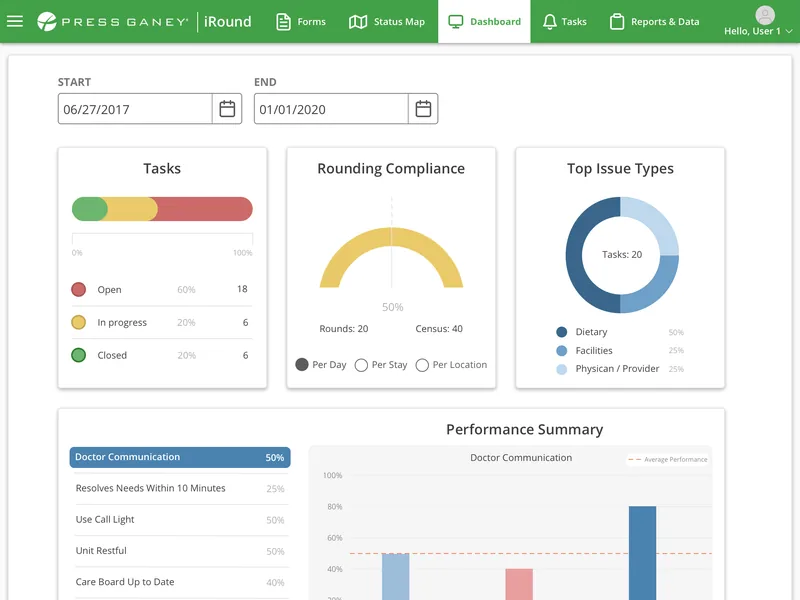 PRESS GANEY® iRound Forms Status Map Dashboard Tasks Reports & Data
Hello, User 1
START END
06/27/2017 01/01/2020
Tasks
0% 100%
Open 60% 18
In progress 20% 6
Closed 20% 6
Rounding Compliance
50%
Rounds: 20 Census: 40
Per Day Per Stay Per Location
Top Issue Types
Tasks: 20
Dietary 50%
Facilities 25%
Physican / Provider 25%
Performance Summary
Doctor Communication 50%
Resolves Needs Within 10 Minutes 25%
Use Call Light 50%
Unit Restful 50%
Care Board Up to Date 40%
Doctor Communication
Average Performance
100%
80%
60%
40%
20%